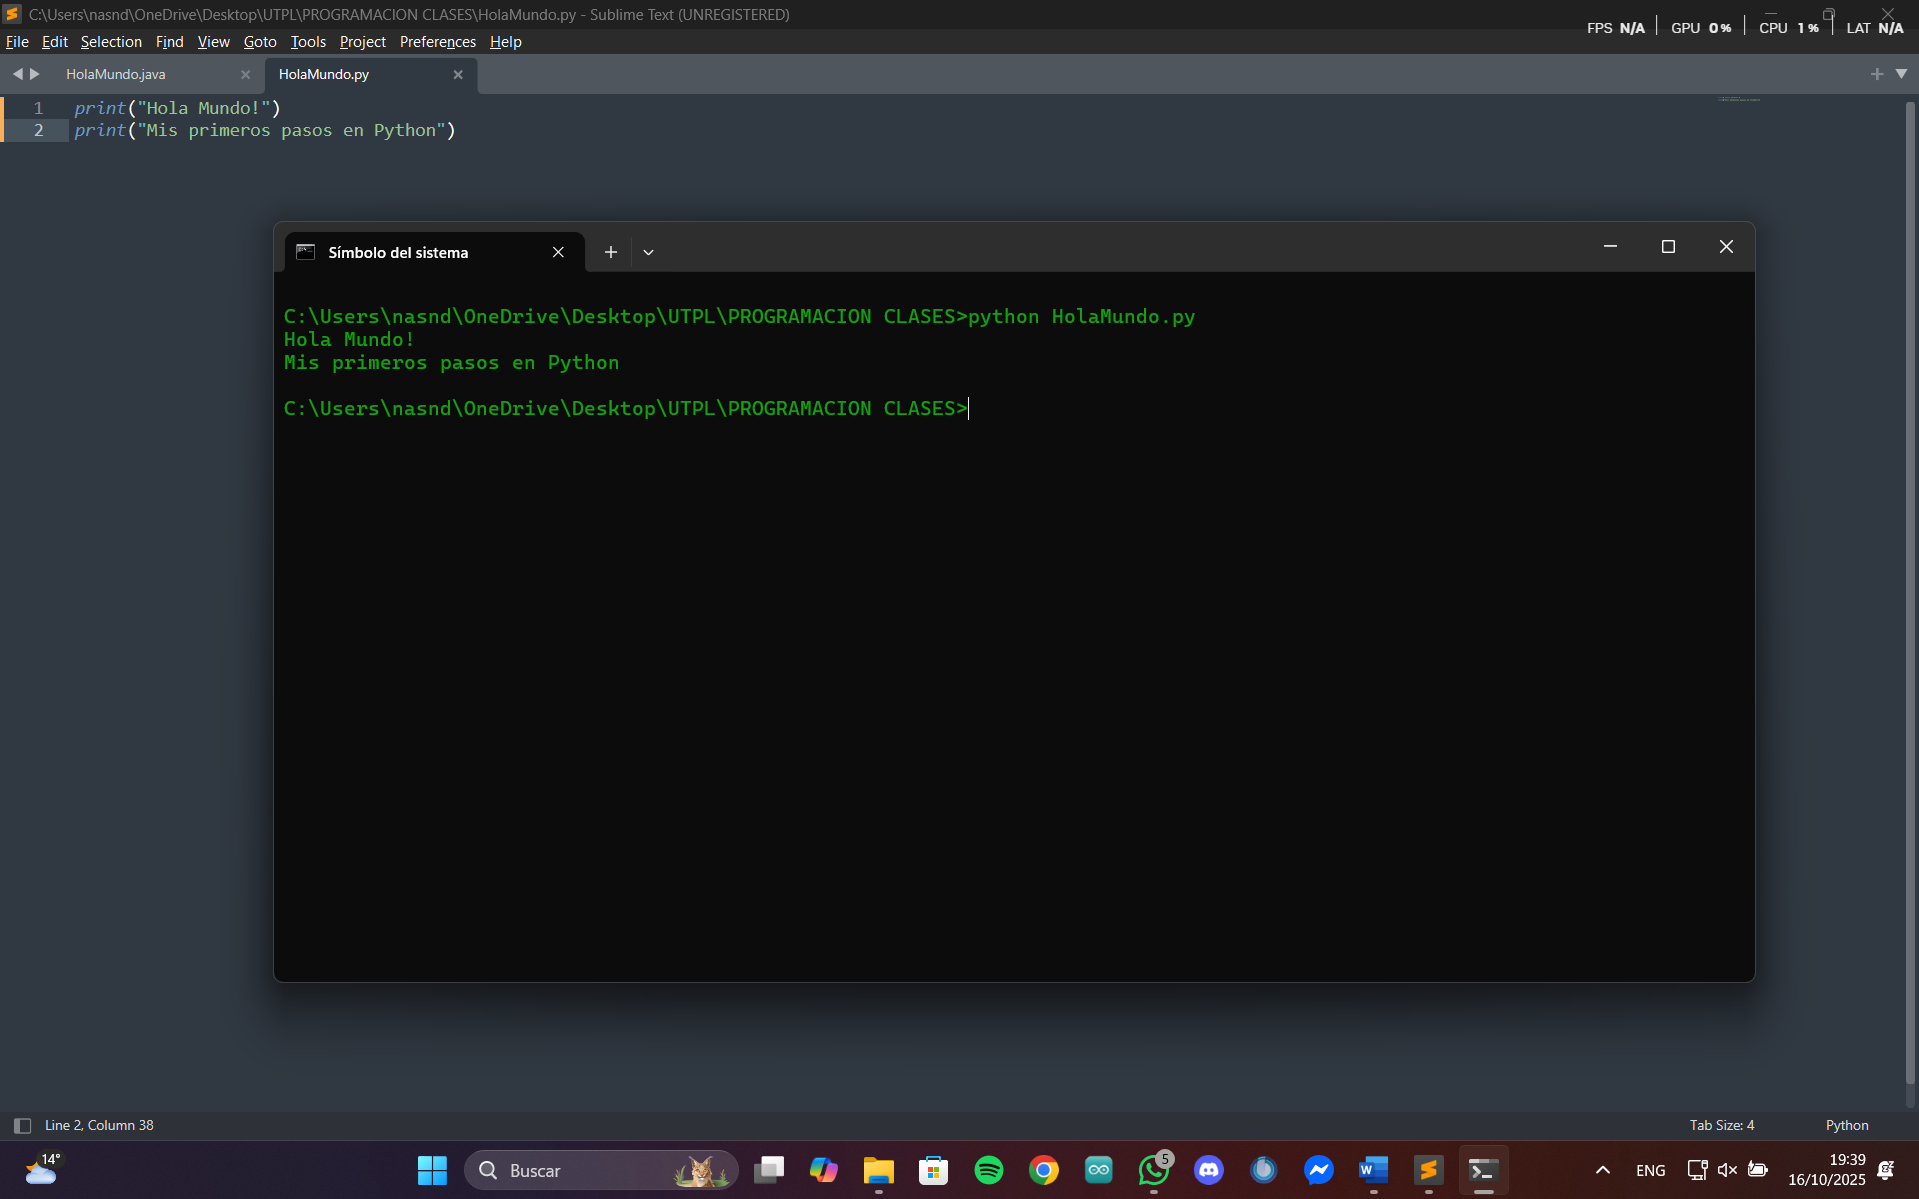 C:\Users\nasnd\OneDrive\Desktop\UTPL\PROGRAMACION CLASES\HolaMundo.py - Sublime Text (UNREGISTERED)
FPS N/A GPU 0% CPU 1% LAT N/A
File Edit Selection Find View Goto Tools Project Preferences Help
HolaMundo.java HolaMundo.py
1 print("Hola Mundo!")
2 print("Mis primeros pasos en Python")
Símbolo del sistema
C:\Users\nasnd\OneDrive\Desktop\UTPL\PROGRAMACION CLASES>python HolaMundo.py
Hola Mundo!
Mis primeros pasos en Python
C:\Users\nasnd\OneDrive\Desktop\UTPL\PROGRAMACION CLASES>
Line 2, Column 38
Tab Size: 4 Python
14°
Buscar
5
ENG
19:39
16/10/2025